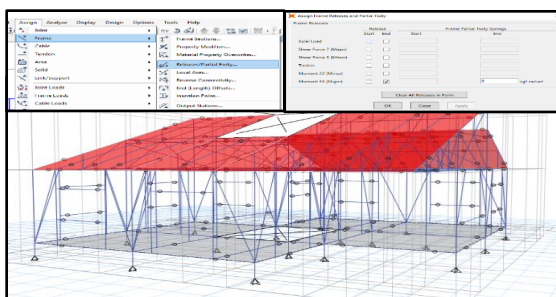 Assign Analyze Display Design Options Tools Help
Joint
Frame
Cable
Tendon
Area
Solid
Link/Support
Joint Loads
Frame Loads
Cable Loads
Frame Sections...
Property Modifiers...
Material Property Overwrites...
Releases/Partial Fixity...
Local Axes...
Reverse Connectivity...
End (Length) Offsets...
Insertion Point...
Output Stations...
Assign Frame Releases and Partial Fixity
Frame Releases
Release Frame Partial Fixity Springs
Start End Start End
Axial Load
Shear Force 2 (Major)
Shear Force 3 (Minor)
Torsion
Moment 22 (Minor)
Moment 33 (Major) 0
Clear All Releases in Form
OK Close Apply